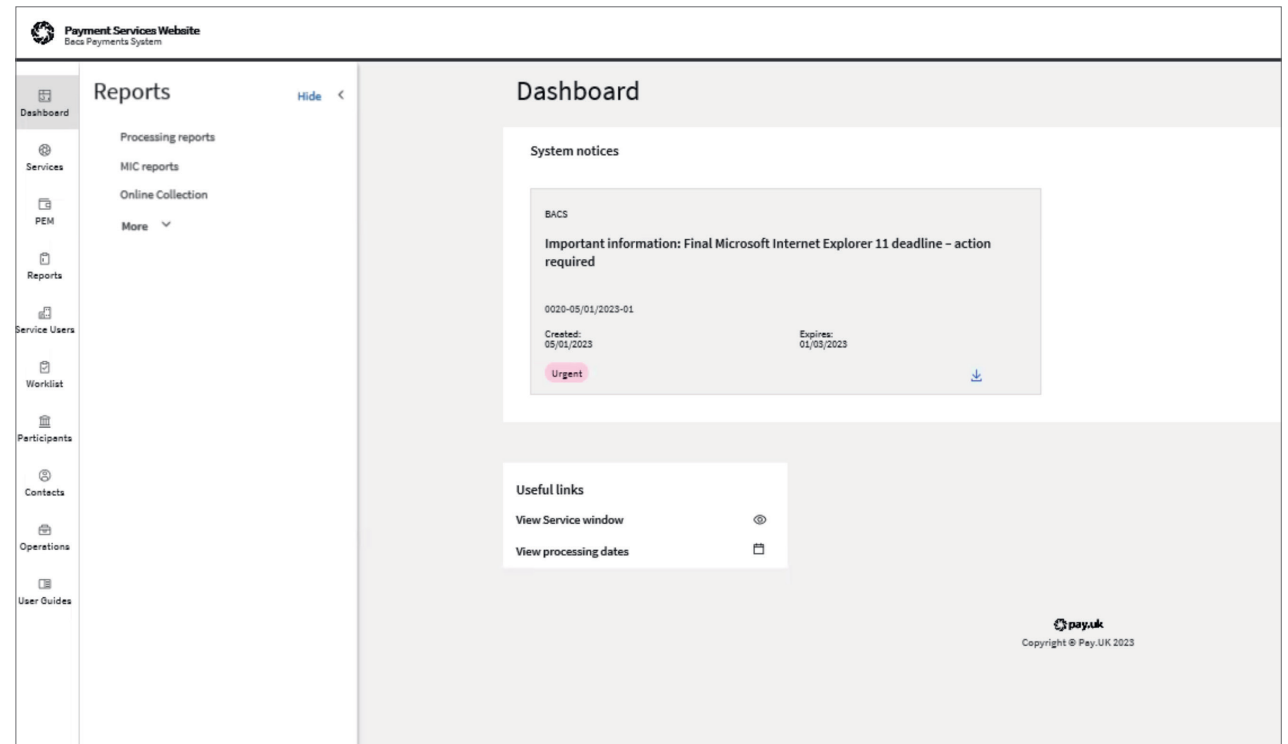 Payment Services Website
Bacs Payments System
Dashboard
Services
PEM
Reports
Service Users
Worklist
Participants
Contacts
Operations
User Guides
Reports
Hide
Processing reports
MIC reports
Online Collection
More
Dashboard
System notices
BACS
Important information: Final Microsoft Internet Explorer 11 deadline – action
required
0020-05/01/2023-01
Created:
05/01/2023
Expires:
01/03/2023
Urgent
Useful links
View Service window
View processing dates
pay.uk
Copyright © Pay.UK 2023